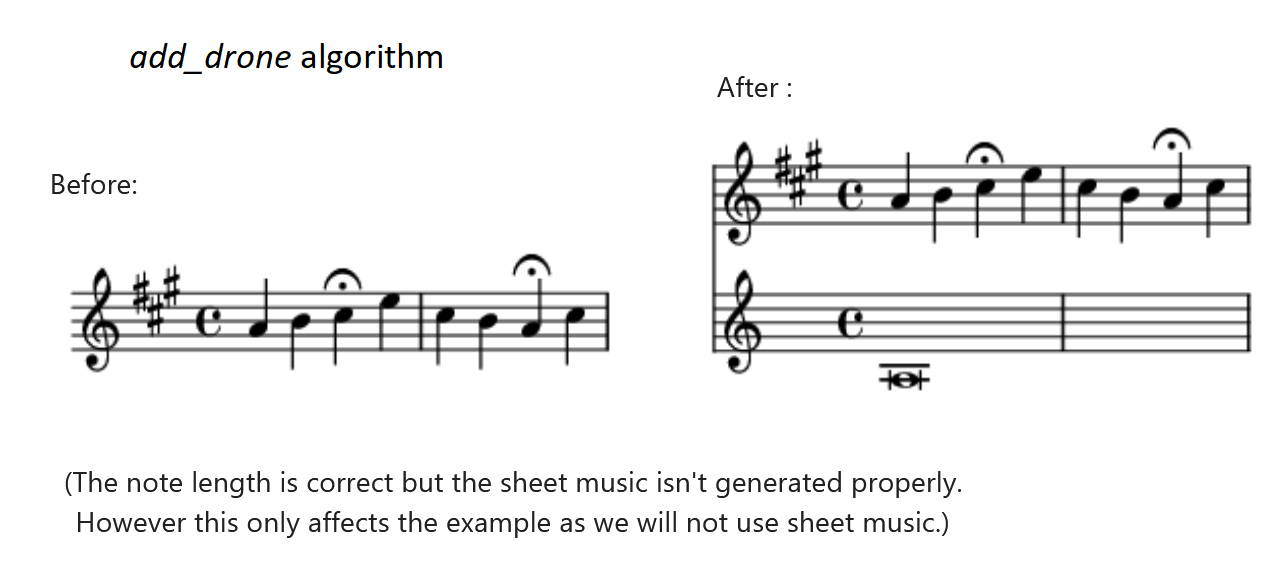 add_drone algorithm
Before:
After :
(The note length is correct but the sheet music isn't generated properly.
However this only affects the example as we will not use sheet music.)